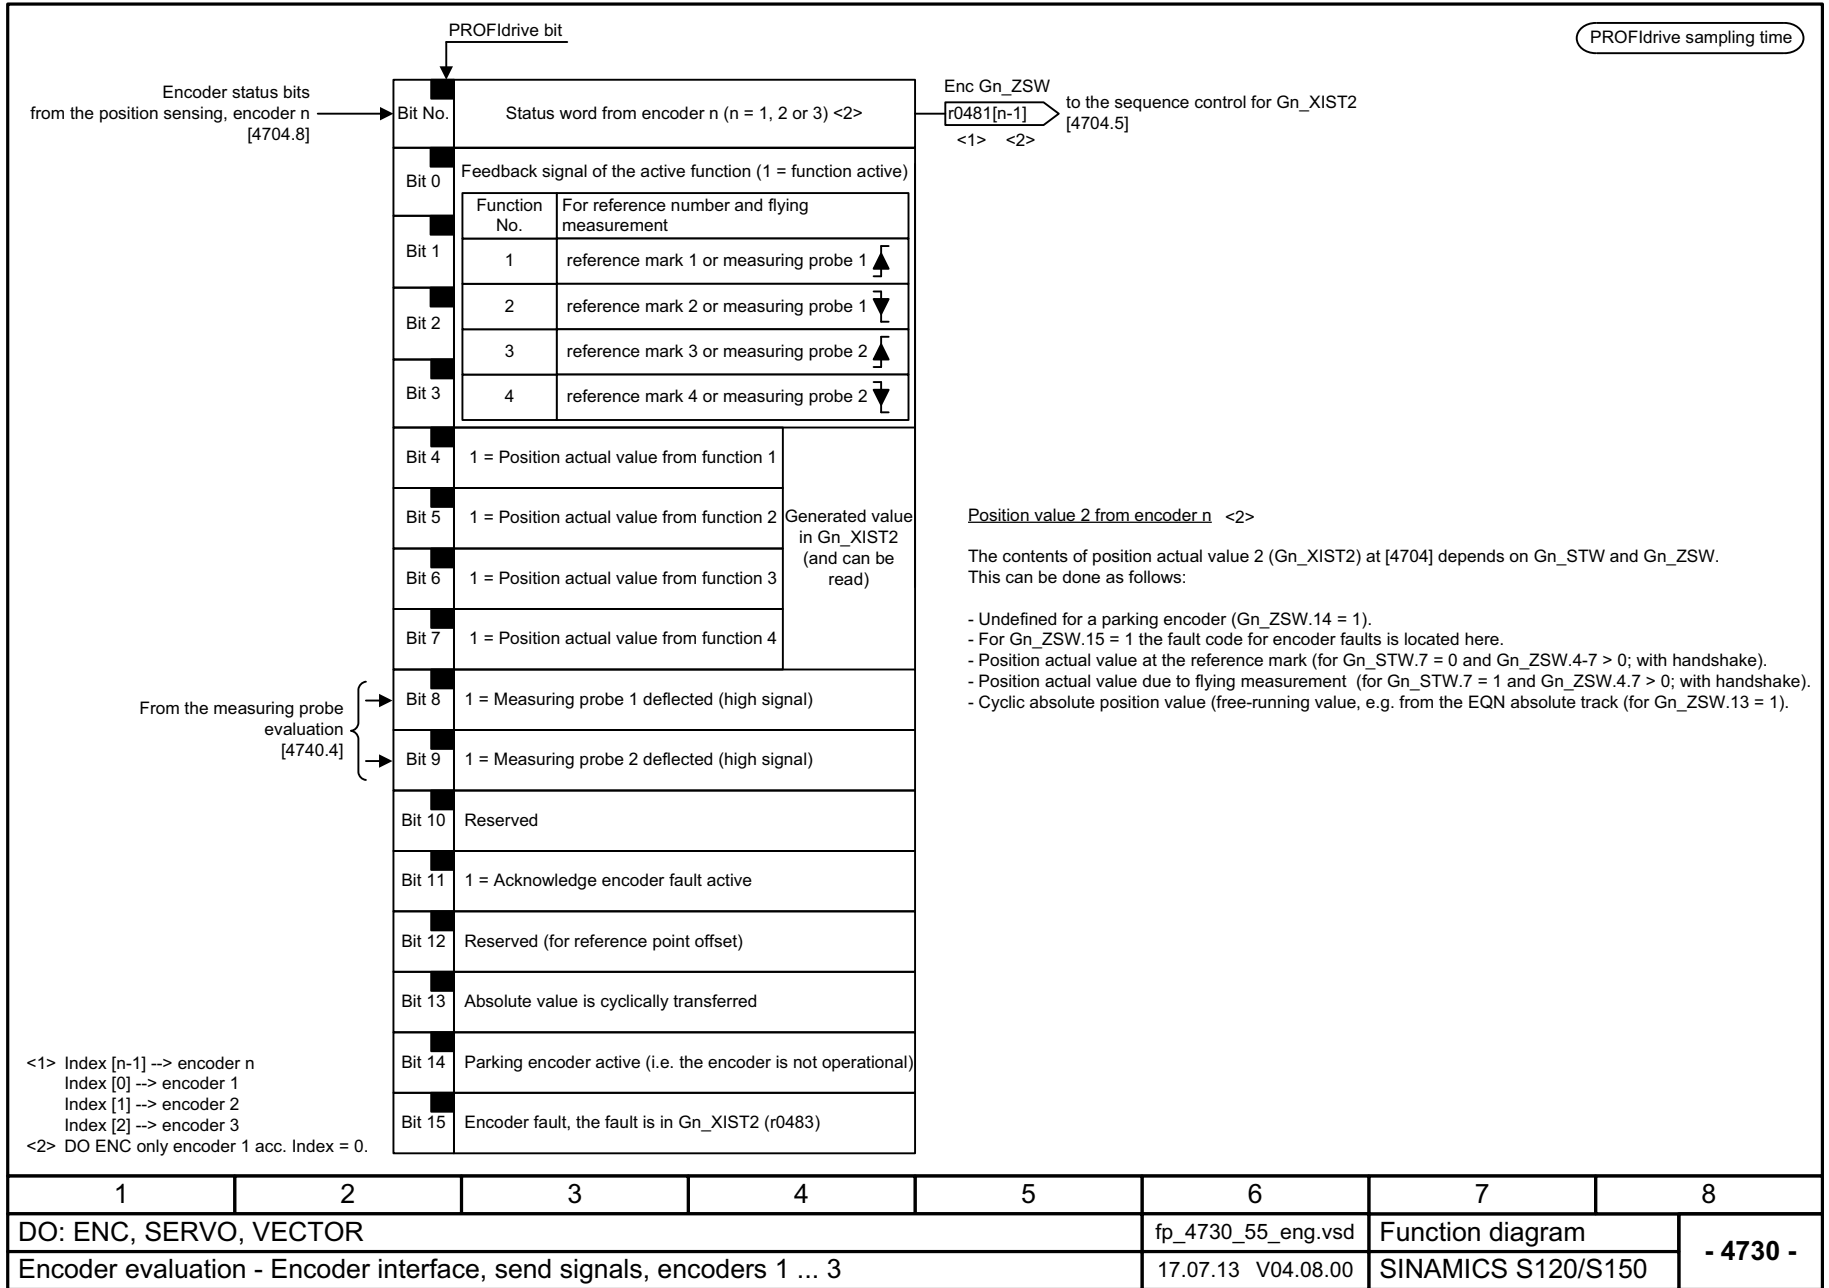 PROFIdrive bit
PROFIdrive sampling time
Encoder status bits
from the position sensing, encoder n
[4704.8]
Bit No.
Status word from encoder n (n = 1, 2 or 3) <2>
Enc Gn_ZSW
r0481[n-1]
<1> <2>
to the sequence control for Gn_XIST2
[4704.5]
Bit 0
Feedback signal of the active function (1 = function active)
Function
No.
For reference number and flying
measurement
Bit 1
1
reference mark 1 or measuring probe 1
Bit 2
2
reference mark 2 or measuring probe 1
3
reference mark 3 or measuring probe 2
Bit 3
4
reference mark 4 or measuring probe 2
Bit 4
1 = Position actual value from function 1
Bit 5
1 = Position actual value from function 2
Generated value
in Gn_XIST2
(and can be
read)
Bit 6
1 = Position actual value from function 3
Bit 7
1 = Position actual value from function 4
Position value 2 from encoder n <2>
The contents of position actual value 2 (Gn_XIST2) at [4704] depends on Gn_STW and Gn_ZSW.
This can be done as follows:
- Undefined for a parking encoder (Gn_ZSW.14 = 1).
- For Gn_ZSW.15 = 1 the fault code for encoder faults is located here.
- Position actual value at the reference mark (for Gn_STW.7 = 0 and Gn_ZSW.4-7 > 0; with handshake).
- Position actual value due to flying measurement (for Gn_STW.7 = 1 and Gn_ZSW.4.7 > 0; with handshake).
- Cyclic absolute position value (free-running value, e.g. from the EQN absolute track (for Gn_ZSW.13 = 1).
From the measuring probe
evaluation
[4740.4]
Bit 8
1 = Measuring probe 1 deflected (high signal)
Bit 9
1 = Measuring probe 2 deflected (high signal)
Bit 10
Reserved
Bit 11
1 = Acknowledge encoder fault active
Bit 12
Reserved (for reference point offset)
Bit 13
Absolute value is cyclically transferred
Bit 14
Parking encoder active (i.e. the encoder is not operational)
Bit 15
Encoder fault, the fault is in Gn_XIST2 (r0483)
<1> Index [n-1] --> encoder n
Index [0] --> encoder 1
Index [1] --> encoder 2
Index [2] --> encoder 3
<2> DO ENC only encoder 1 acc. Index = 0.
1 2 3 4 5 6 7 8
DO: ENC, SERVO, VECTOR
fp_4730_55_eng.vsd
Function diagram
- 4730 -
Encoder evaluation - Encoder interface, send signals, encoders 1 ... 3
17.07.13 V04.08.00
SINAMICS S120/S150